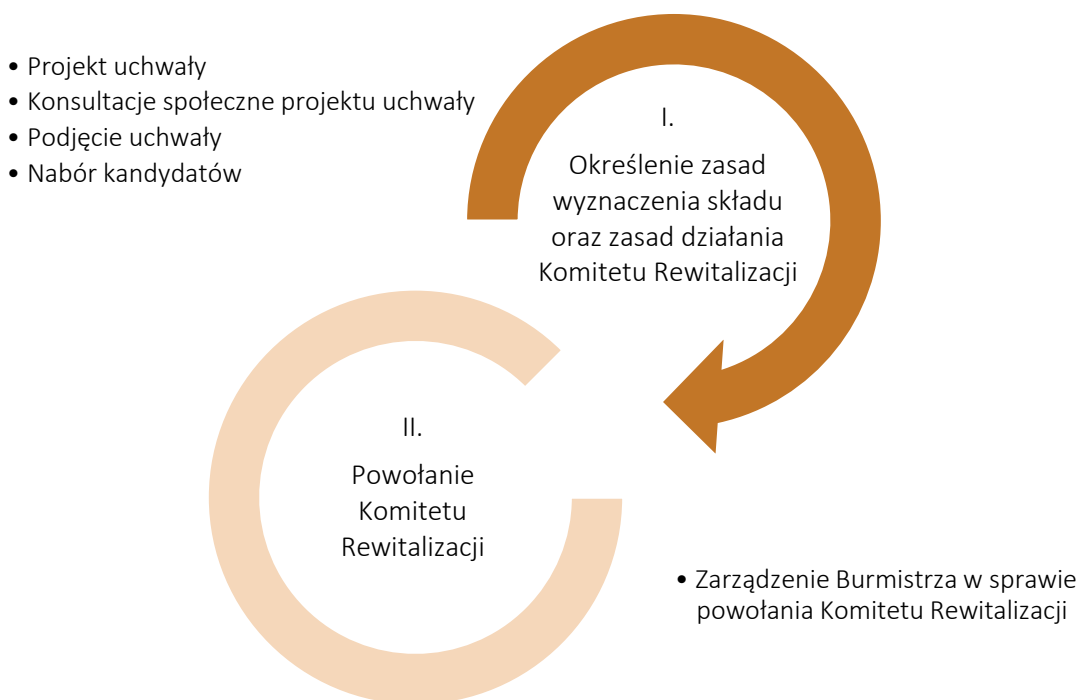 • Projekt uchwały
• Konsultacje społeczne projektu uchwały
• Podjęcie uchwały
• Nabór kandydatów
I.
Określenie zasad
wyznaczenia składu
oraz zasad działania
Komitetu Rewitalizacji
II.
Powołanie
Komitetu
Rewitalizacji
• Zarządzenie Burmistrza w sprawie
powołania Komitetu Rewitalizacji